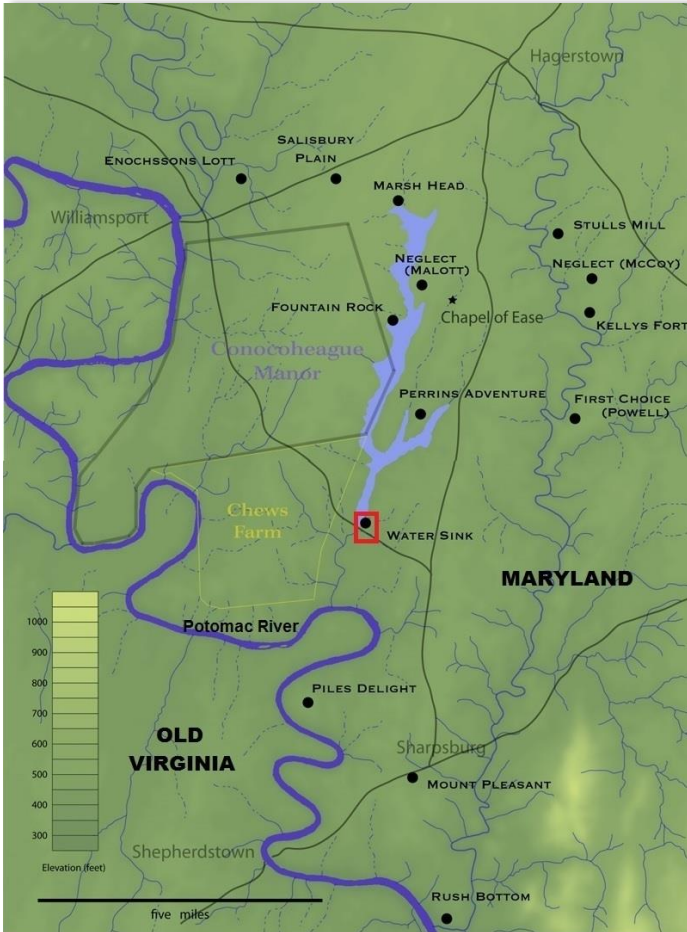 Hagerstown
Salisbury
Plain
Enochssons Lott
Marsh Head
Williamsport
Stulls Mill
Neglect
(Malott)
Neglect (McCoy)
Fountain Rock
Chapel of Ease
Kellys Fort
Conocoheague
Manor
Perrins Adventure
First Choice
(Powell)
Chews
Farm
Water Sink
MARYLAND
1000
900
800
700
600
500
400
300
Elevation (feet)
Potomac River
Piles Delight
OLD
VIRGINIA
Sharpsburg
Mount Pleasant
Shepherdstown
five miles
Rush Bottom